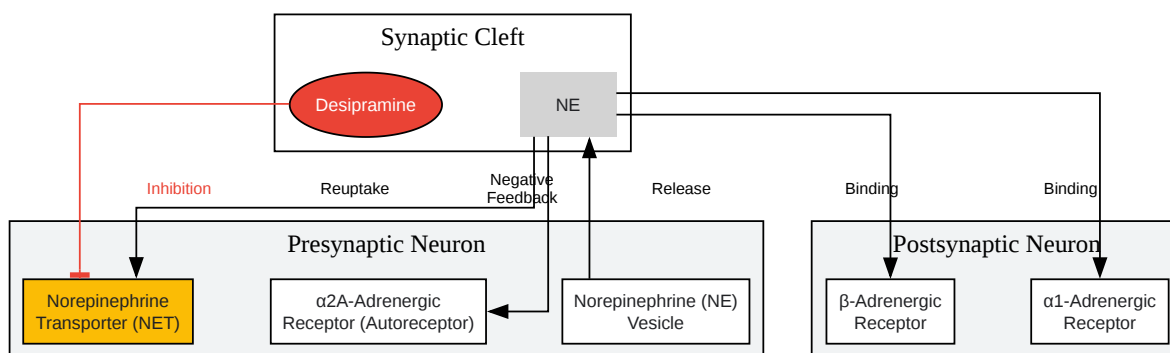 Synaptic Cleft
Desipramine
NE
Inhibition
Reuptake
Negative
Feedback
Release
Binding
Binding
Presynaptic Neuron
Postsynaptic Neuron
Norepinephrine
Transporter (NET)
α2A-Adrenergic
Receptor (Autoreceptor)
Norepinephrine (NE)
Vesicle
β-Adrenergic
Receptor
α1-Adrenergic
Receptor